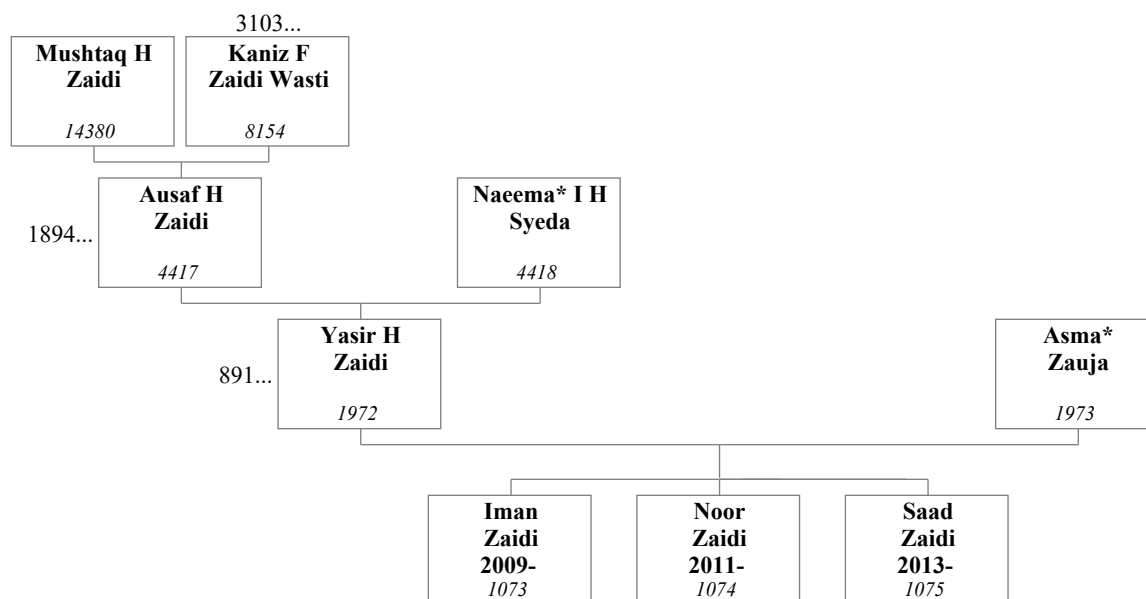 3103...
Mushtaq H
Zaidi
14380
Kaniz F
Zaidi Wasti
8154
1894...
Ausaf H
Zaidi
4417
Naeema* I H
Syeda
4418
891...
Yasir H
Zaidi
1972
Asma*
Zauja
1973
Iman
Zaidi
2009-
1073
Noor
Zaidi
2011-
1074
Saad
Zaidi
2013-
1075